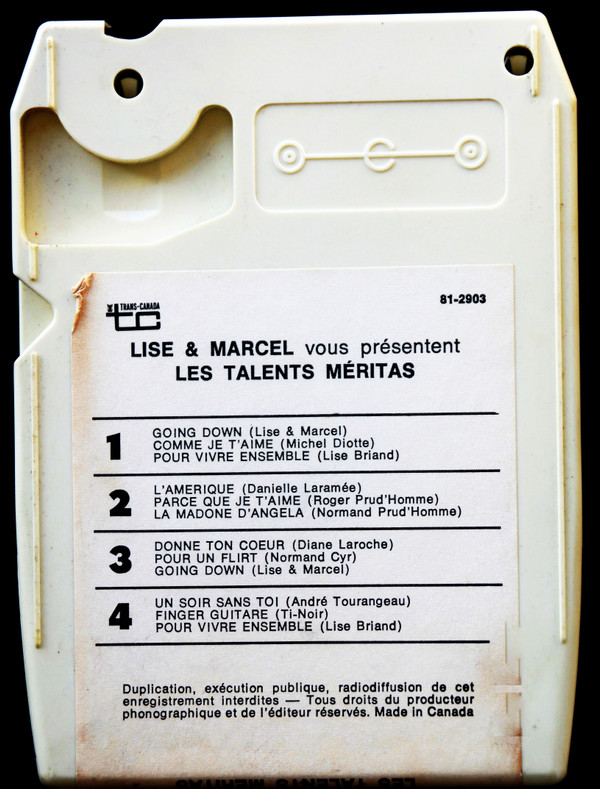 TRANS-CANADA
tc
81-2903
LISE & MARCEL vous présentent
LES TALENTS MÉRITAS
1
GOING DOWN (Lise & Marcel)
COMME JE T'AIME (Michel Diotte)
POUR VIVRE ENSEMBLE (Lise Briand)
2
L'AMERIQUE (Danielle Laramée)
PARCE QUE JE T'AIME (Roger Prud'Homme)
LA MADONE D'ANGELA (Normand Prud'Homme)
3
DONNE TON COEUR (Diane Laroche)
POUR UN FLIRT (Normand Cyr)
GOING DOWN (Lise & Marcel)
4
UN SOIR SANS TOI (André Tourangeau)
FINGER GUITARE (Ti-Noir)
POUR VIVRE ENSEMBLE (Lise Briand)
Duplication, exécution publique, radiodiffusion de cet
enregistrement interdites — Tous droits du producteur
phonographique et de l'éditeur réservés. Made in Canada
LES TALENTS MÉRITAS